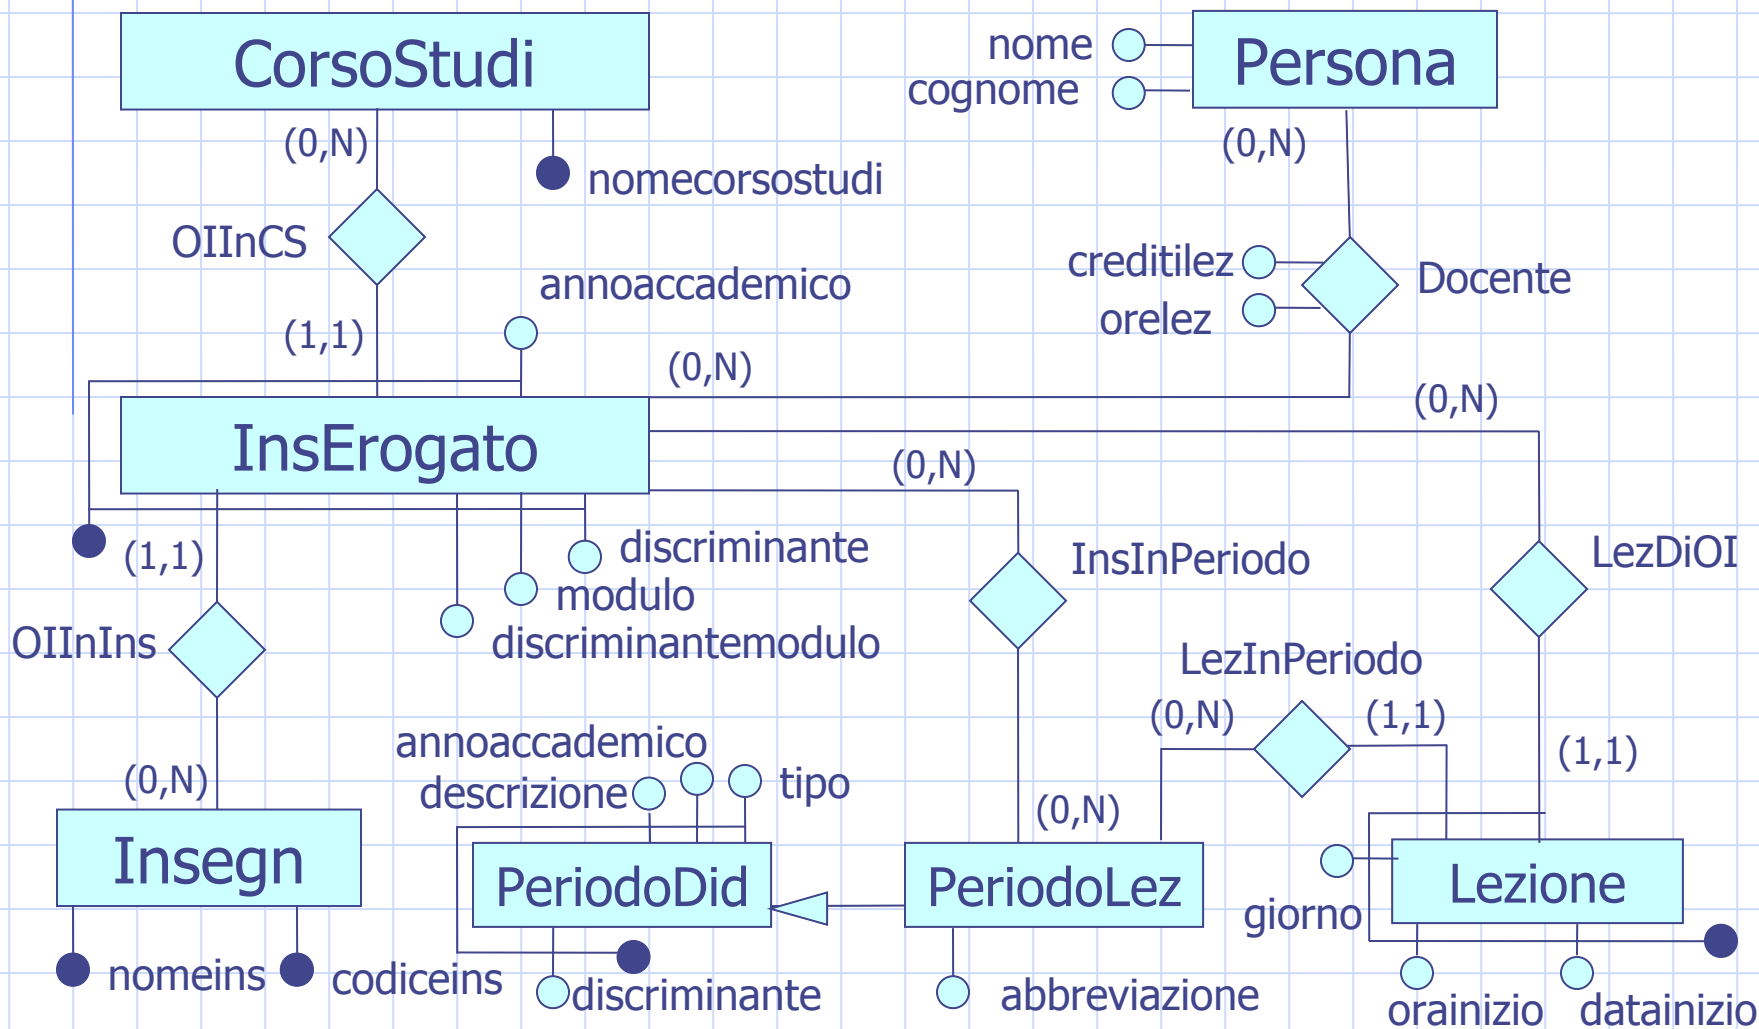 CorsoStudi
nome
Persona
cognome
(0,N)
(0,N)
nomecorsostudi
OIInCS
annoaccademico
creditilez
Docente
orelez
(1,1)
(0,N)
(0,N)
InsErogato
(0,N)
(1,1)
discriminante
InsInPeriodo
LezDiOI
modulo
OIInIns
discriminantemodulo
LezInPeriodo
(0,N)
(1,1)
annoaccademico
(1,1)
(0,N)
descrizione
tipo
(0,N)
Insegn
PeriodoDid
PeriodoLez
Lezione
giorno
nomeins
codiceins
discriminante
abbreviazione
orainizio
datainizio